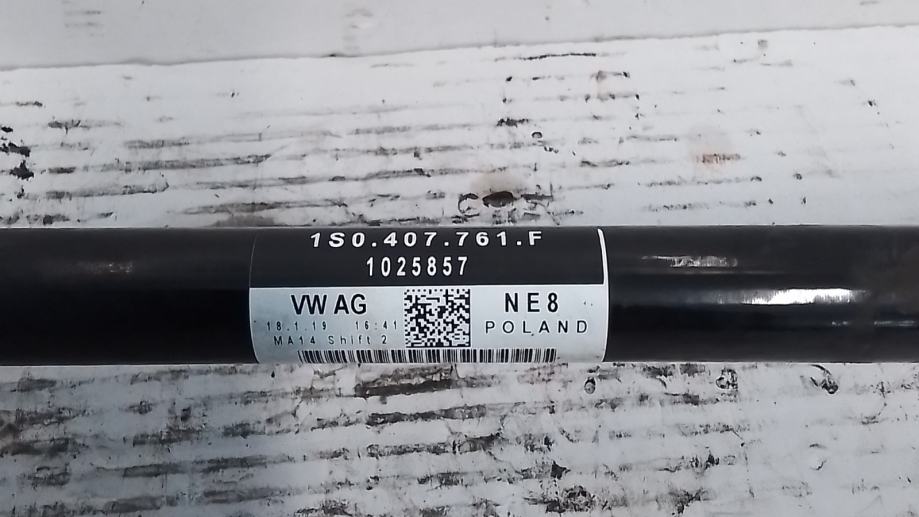 1S0.407.761.F
1025857
VW AG
NE8
18.1.19 16:41
POLAND
MA14 Shift 2